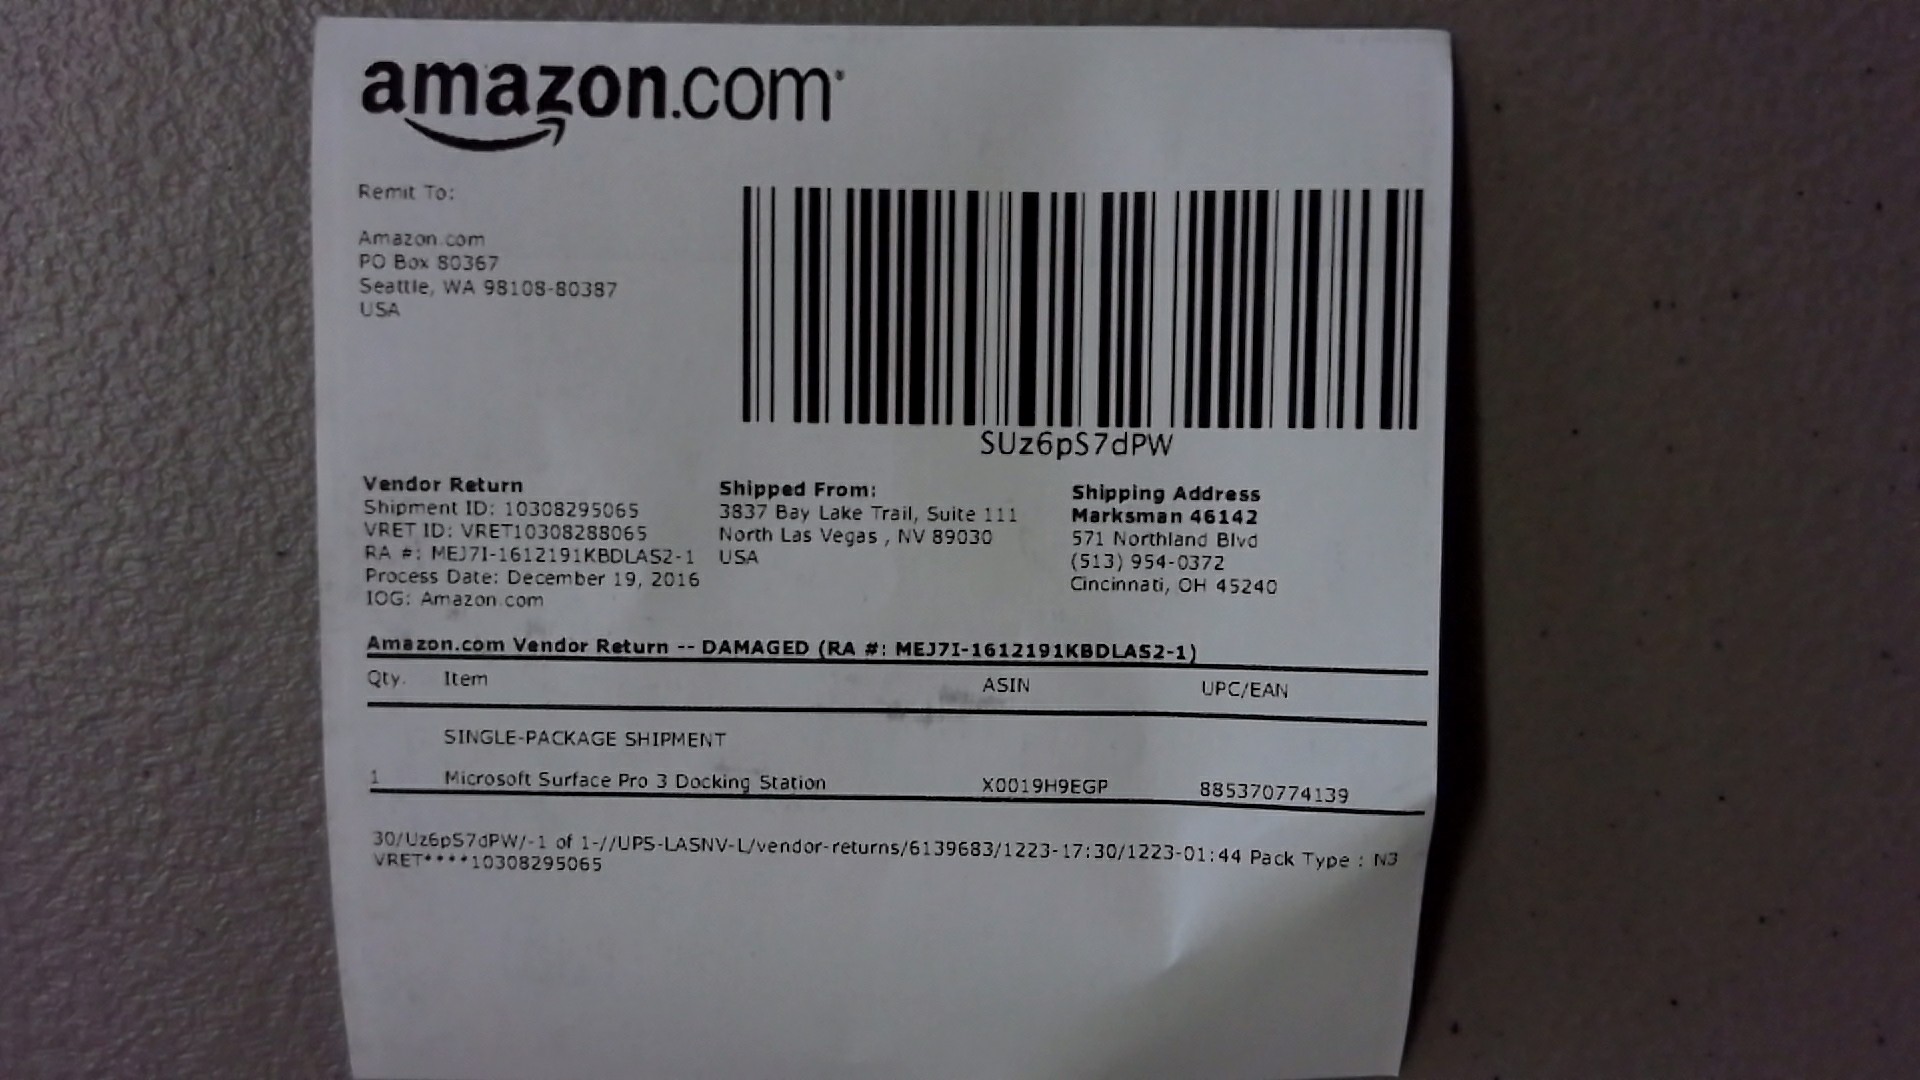 amazon.com
Remit To:
Amazon.com
PO Box 80367
Seattle, WA 98108-80387
USA
SUz6pS7dPW
Vendor Return
Shipment ID: 10308295065
VRET ID: VRET10308288065
RA #: MEJ7I-1612191KBDLAS2-1
Process Date: December 19, 2016
IOG: Amazon.com
Shipped From:
3837 Bay Lake Trail, Suite 111
North Las Vegas , NV 89030
USA
Shipping Address
Marksman 46142
571 Northland Blvd
(513) 954-0372
Cincinnati, OH 45240
Amazon.com Vendor Return -- DAMAGED (RA #: MEJ7I-1612191KBDLAS2-1)
Qty. Item ASIN UPC/EAN
SINGLE-PACKAGE SHIPMENT
1 Microsoft Surface Pro 3 Docking Station X0019H9EGP 885370774139
30/Uz6pS7dPW/-1 of 1-//UPS-LASNV-L/vendor-returns/6139683/1223-17:30/1223-01:44 Pack Type : N3
VRET****10308295065